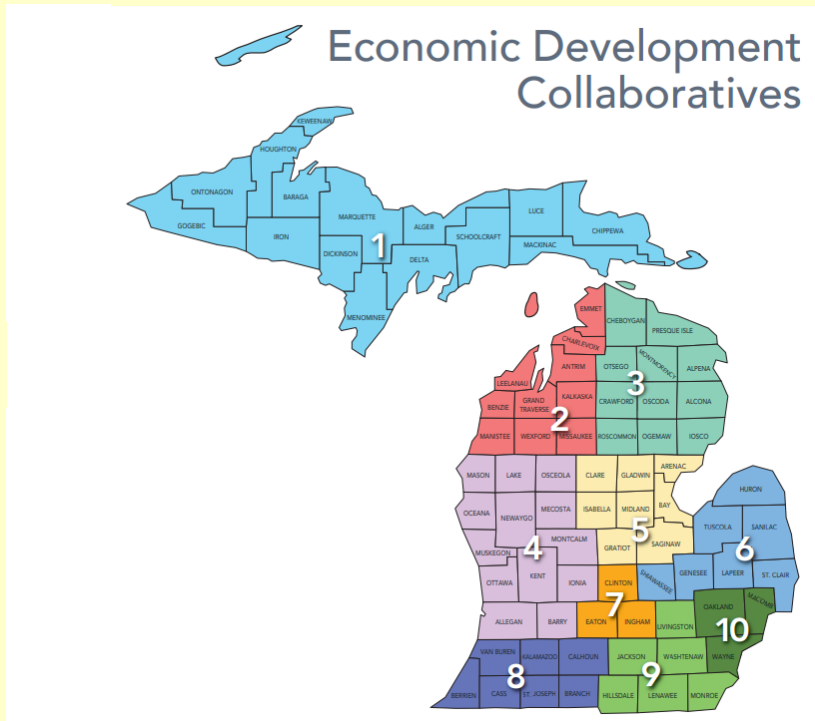 Economic Development
Collaboratives
KEWEENAW
HOUGHTON
ONTONAGON
BARAGA
GOGEBIC
IRON
MARQUETTE
1
DICKINSON
MENOMINEE
ALGER
DELTA
SCHOOLCRAFT
LUCE
MACKINAC
CHIPPEWA
EMMET
CHARLEVOIX
ANTRIM
LEELANAU
BENZIE
GRAND
TRAVERSE
KALKASKA
2
MANISTEE
WEXFORD
MISSAUKEE
CHEBOYGAN
PRESQUE ISLE
OTSEGO
MONTMORENCY
ALPENA
3
CRAWFORD
OSCODA
ALCONA
ROSCOMMON
OGEMAW
IOSCO
MASON
LAKE
OSCEOLA
OCEANA
NEWAYGO
MECOSTA
MUSKEGON
4
MONTCALM
OTTAWA
KENT
IONIA
ALLEGAN
BARRY
CLARE
GLADWIN
ARENAC
ISABELLA
MIDLAND
BAY
5
GRATIOT
SAGINAW
HURON
TUSCOLA
SANILAC
6
SHIAWASSEE
GENESEE
LAPEER
ST. CLAIR
CLINTON
7
EATON
INGHAM
VAN BUREN
KALAMAZOO
CALHOUN
8
BERRIEN
CASS
ST. JOSEPH
BRANCH
LIVINGSTON
JACKSON
WASHTENAW
9
HILLSDALE
LENAWEE
MONROE
OAKLAND
MACOMB
10
WAYNE